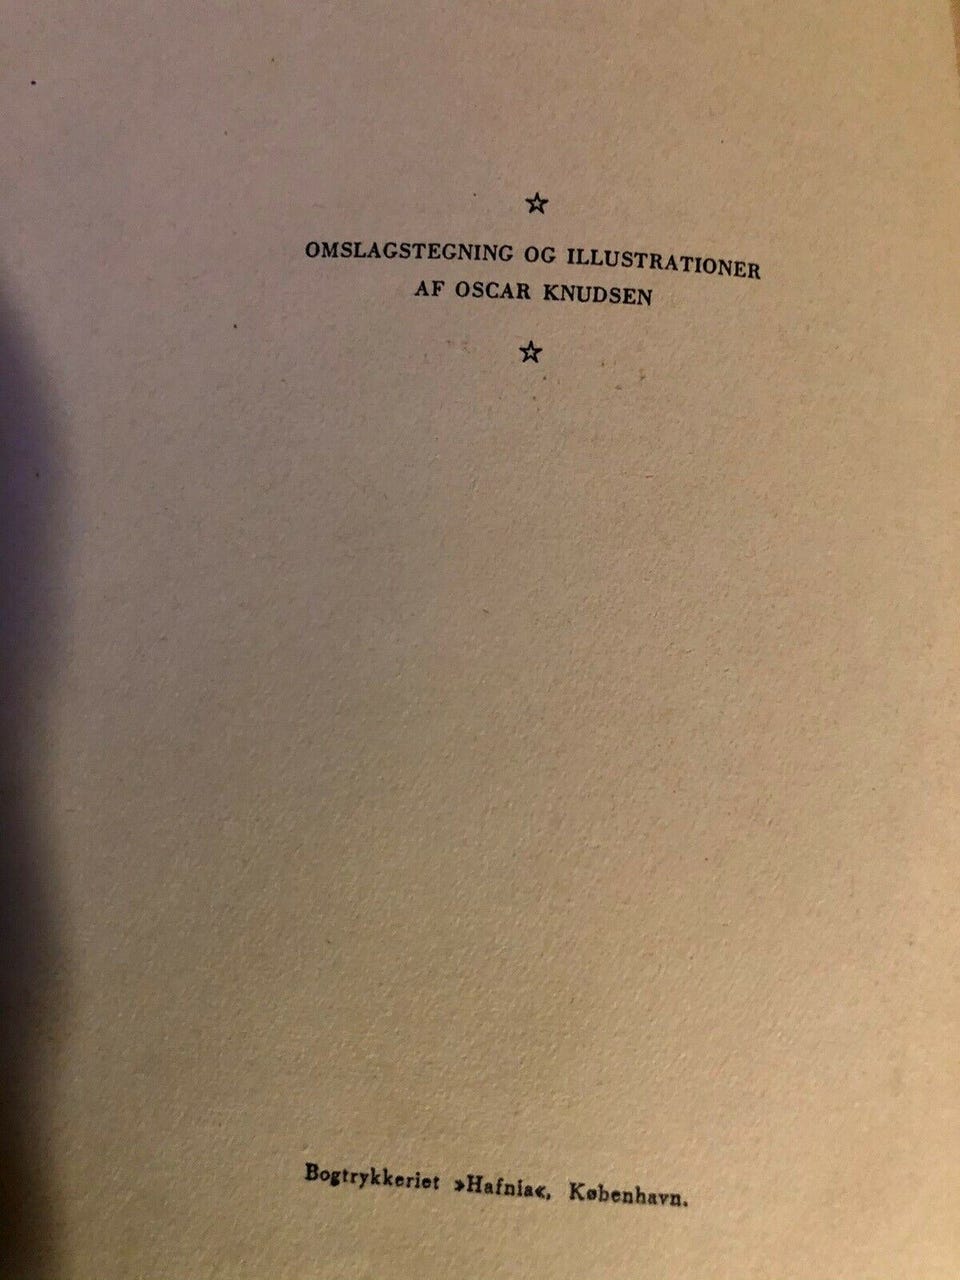 ☆
OMSLAGSTEGNING OG ILLUSTRATIONER
AF OSCAR KNUDSEN
☆
Bogtrykkeriet »Hafnia«, København.